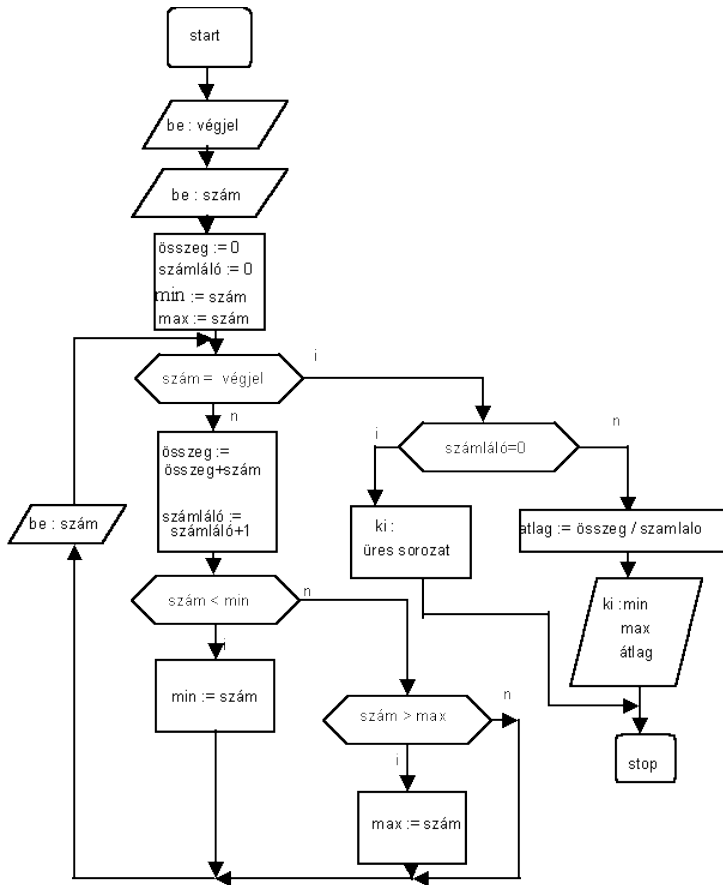 start
be : végjel
be : szám
összeg := 0
számláló := 0
min := szám
max := szám
szám = végjel
i
n
összeg :=
összeg+szám
számláló :=
számláló+1
be : szám
számláló=0
i
n
ki :
üres sorozat
átlag := összeg / szamlalo
ki :min
max
átlag
stop
szám < min
n
i
min := szám
szám > max
n
i
max := szám